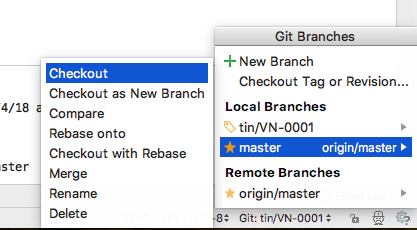 Git Branches
New Branch
Checkout Tag or Revision...
Local Branches
tin/VN-0001
master origin/master
Remote Branches
origin/master
Checkout
Checkout as New Branch
Compare
Rebase onto
Checkout with Rebase
Merge
Rename
Delete
4/18 a
ster
Git: tin/VN-0001